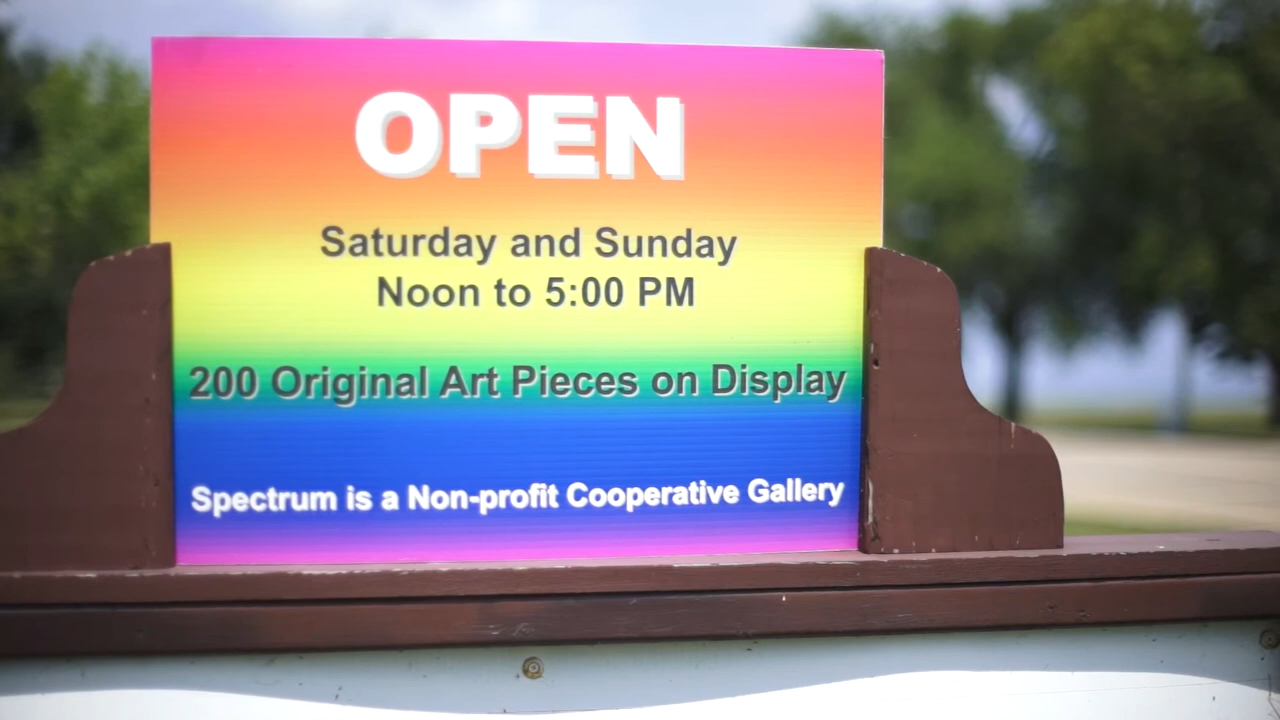 OPEN
Saturday and Sunday
Noon to 5:00 PM
200 Original Art Pieces on Display
Spectrum is a Non-profit Cooperative Gallery